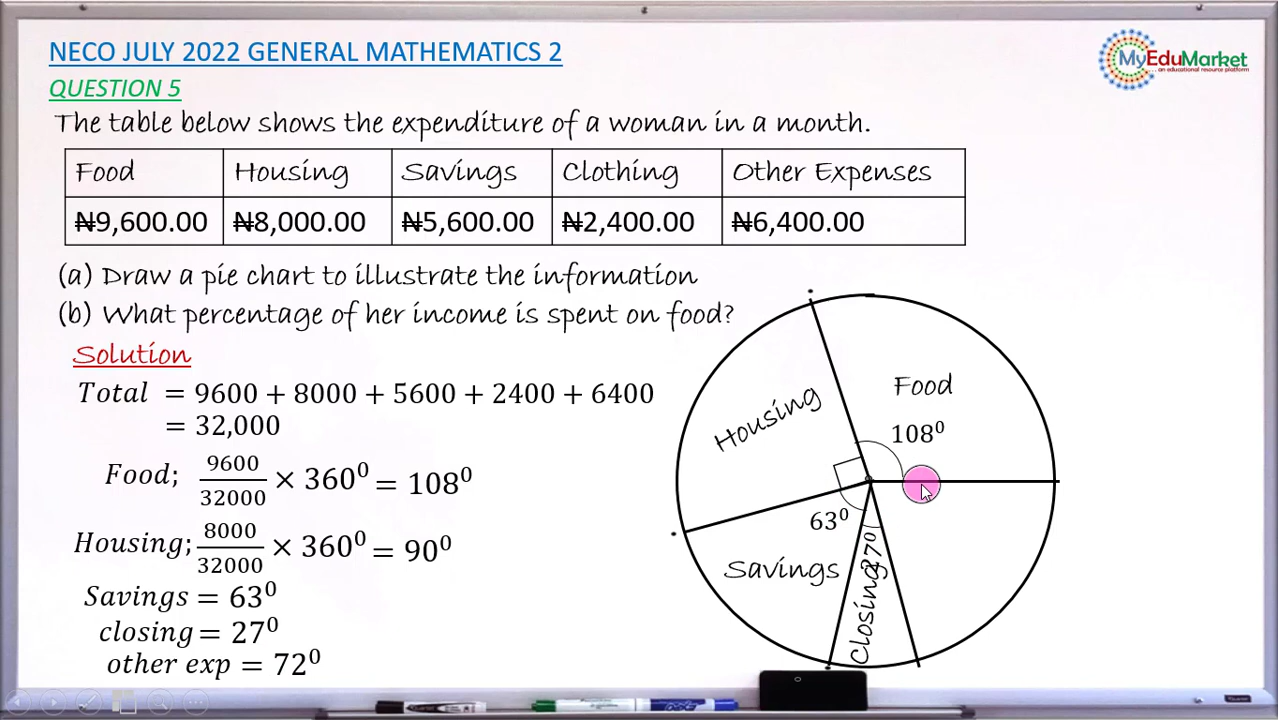 NECO JULY 2022 GENERAL MATHEMATICS 2
MyEduMarket
...an educational resource platform
QUESTION 5
The table below shows the expenditure of a woman in a month.
Food Housing Savings Clothing Other Expenses
₦9,600.00 ₦8,000.00 ₦5,600.00 ₦2,400.00 ₦6,400.00
(a) Draw a pie chart to illustrate the information
(b) What percentage of her income is spent on food?
Solution
Total = 9600 + 8000 + 5600 + 2400 + 6400
= 32,000
Food; 9600/32000 × 360⁰ = 108⁰
Housing; 8000/32000 × 360⁰ = 90⁰
Savings = 63⁰
closing = 27⁰
other exp = 72⁰
Food
108⁰
Housing
63⁰
Savings
27⁰
Closing